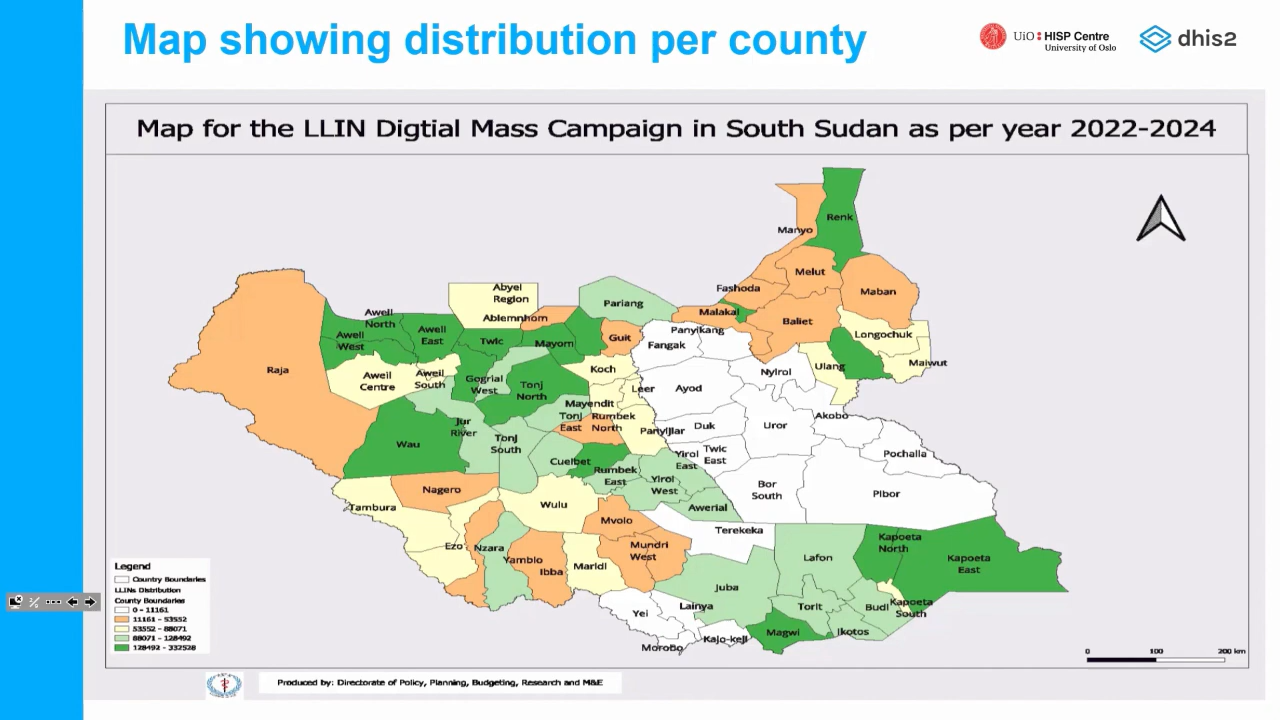 Map showing distribution per county
UiO HISP Centre
University of Oslo
dhis2
Map for the LLIN Digtial Mass Campaign in South Sudan as per year 2022-2024
Renk
Manyo
Melut
Fashoda
Maban
Malakal
Baliet
Abyei
Region
Pariang
Ablemnhom
Aweil
North
Aweil
West
Aweil
East
Twic
Mayom
Guit
Panyikang
Fangak
Longochuk
Maiwut
Ulang
Nyirol
Raja
Aweil
Centre
Aweil
South
Gogrial
West
Tonj
North
Koch
Leer
Ayod
Mayendit
Tonj
East
Rumbek
North
Panyijiar
Duk
Uror
Akobo
Wau
Jur
River
Tonj
South
Yirol
East
Twic
East
Pochalla
Cueibet
Rumbek
East
Yirol
West
Bor
South
Pibor
Nagero
Tambura
Wulu
Awerial
Mvolo
Terekeka
Ezo
Nzara
Yambio
Ibba
Maridi
Mundri
West
Lafon
Kapoeta
North
Kapoeta
East
Juba
Lainya
Yei
Torit
Budi
Kapoeta
South
Magwi
Ikotos
Kajo-keji
Morobo
Legend
Country Boundaries
LLINs Distribution
County Boundaries
0 - 11161
11161 - 53552
53552 - 88071
88071 - 128492
128492 - 332528
0 100 200 km
Produced by: Directorate of Policy, Planning, Budgeting, Research and M&E